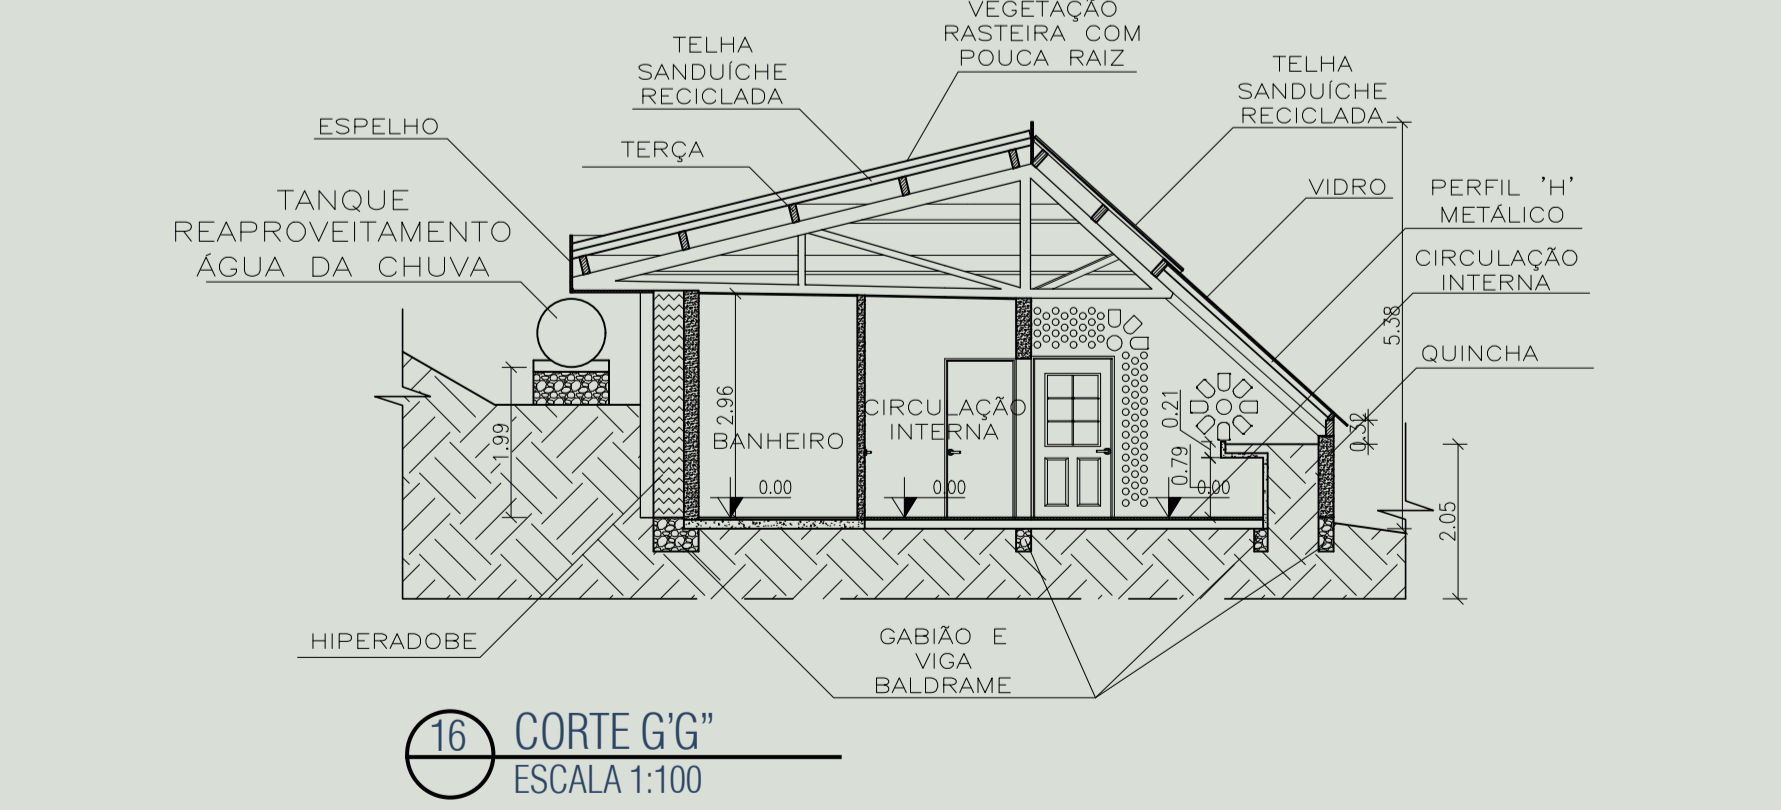 VEGETAÇÃO
RASTEIRA COM
POUCA RAIZ
TELHA
SANDUÍCHE
RECICLADA
TELHA
SANDUÍCHE
RECICLADA
ESPELHO
TERÇA
TANQUE
REAPROVEITAMENTO
ÁGUA DA CHUVA
VIDRO
PERFIL 'H'
METÁLICO
CIRCULAÇÃO
INTERNA
QUINCHA
5.38
0.32
2.05
1.99
2.96
BANHEIRO
CIRCULAÇÃO
INTERNA
0.21
0.79
0.00
0.00
0.00
HIPERADOBE
GABIÃO E
VIGA
BALDRAME
16
CORTE G'G”
ESCALA 1:100